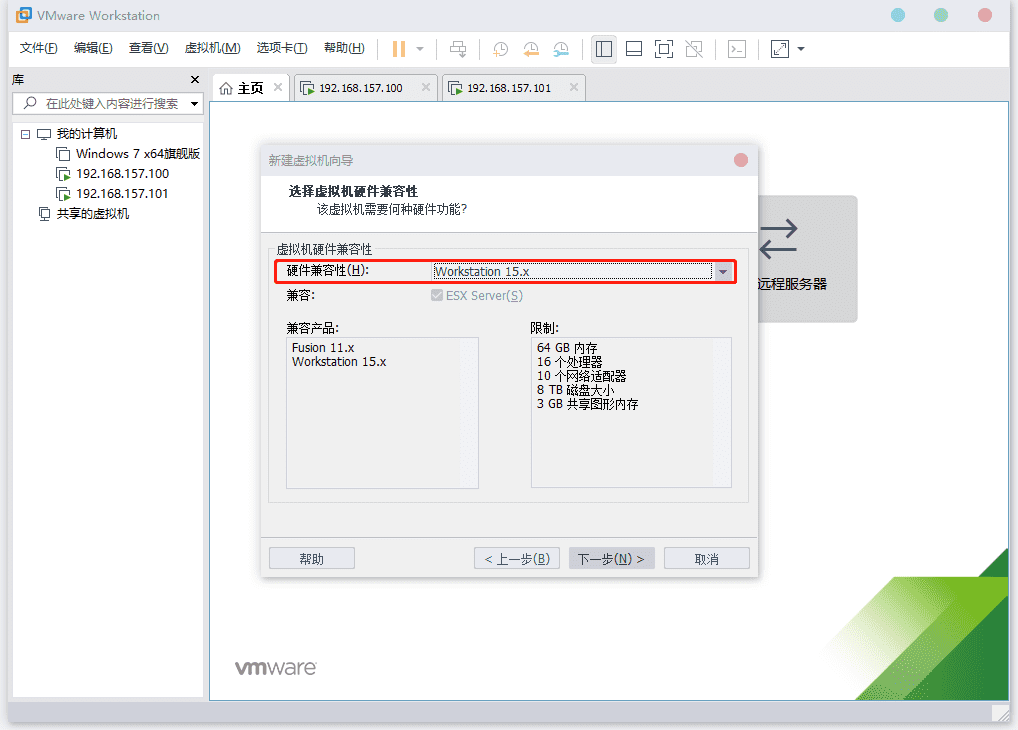 VMware Workstation
文件(F) 编辑(E) 查看(V) 虚拟机(M) 选项卡(T) 帮助(H)
库
在此处键入内容进行搜索
我的计算机
Windows 7 x64旗舰版
192.168.157.100
192.168.157.101
共享的虚拟机
主页 192.168.157.100 192.168.157.101
新建虚拟机向导
选择虚拟机硬件兼容性
该虚拟机需要何种硬件功能?
虚拟机硬件兼容性
硬件兼容性(H): Workstation 15.x
兼容: ESX Server(S)
兼容产品:
Fusion 11.x
Workstation 15.x
限制:
64 GB 内存
16 个处理器
10 个网络适配器
8 TB 磁盘大小
3 GB 共享图形内存
帮助 < 上一步(B) 下一步(N) > 取消
远程服务器
vmware